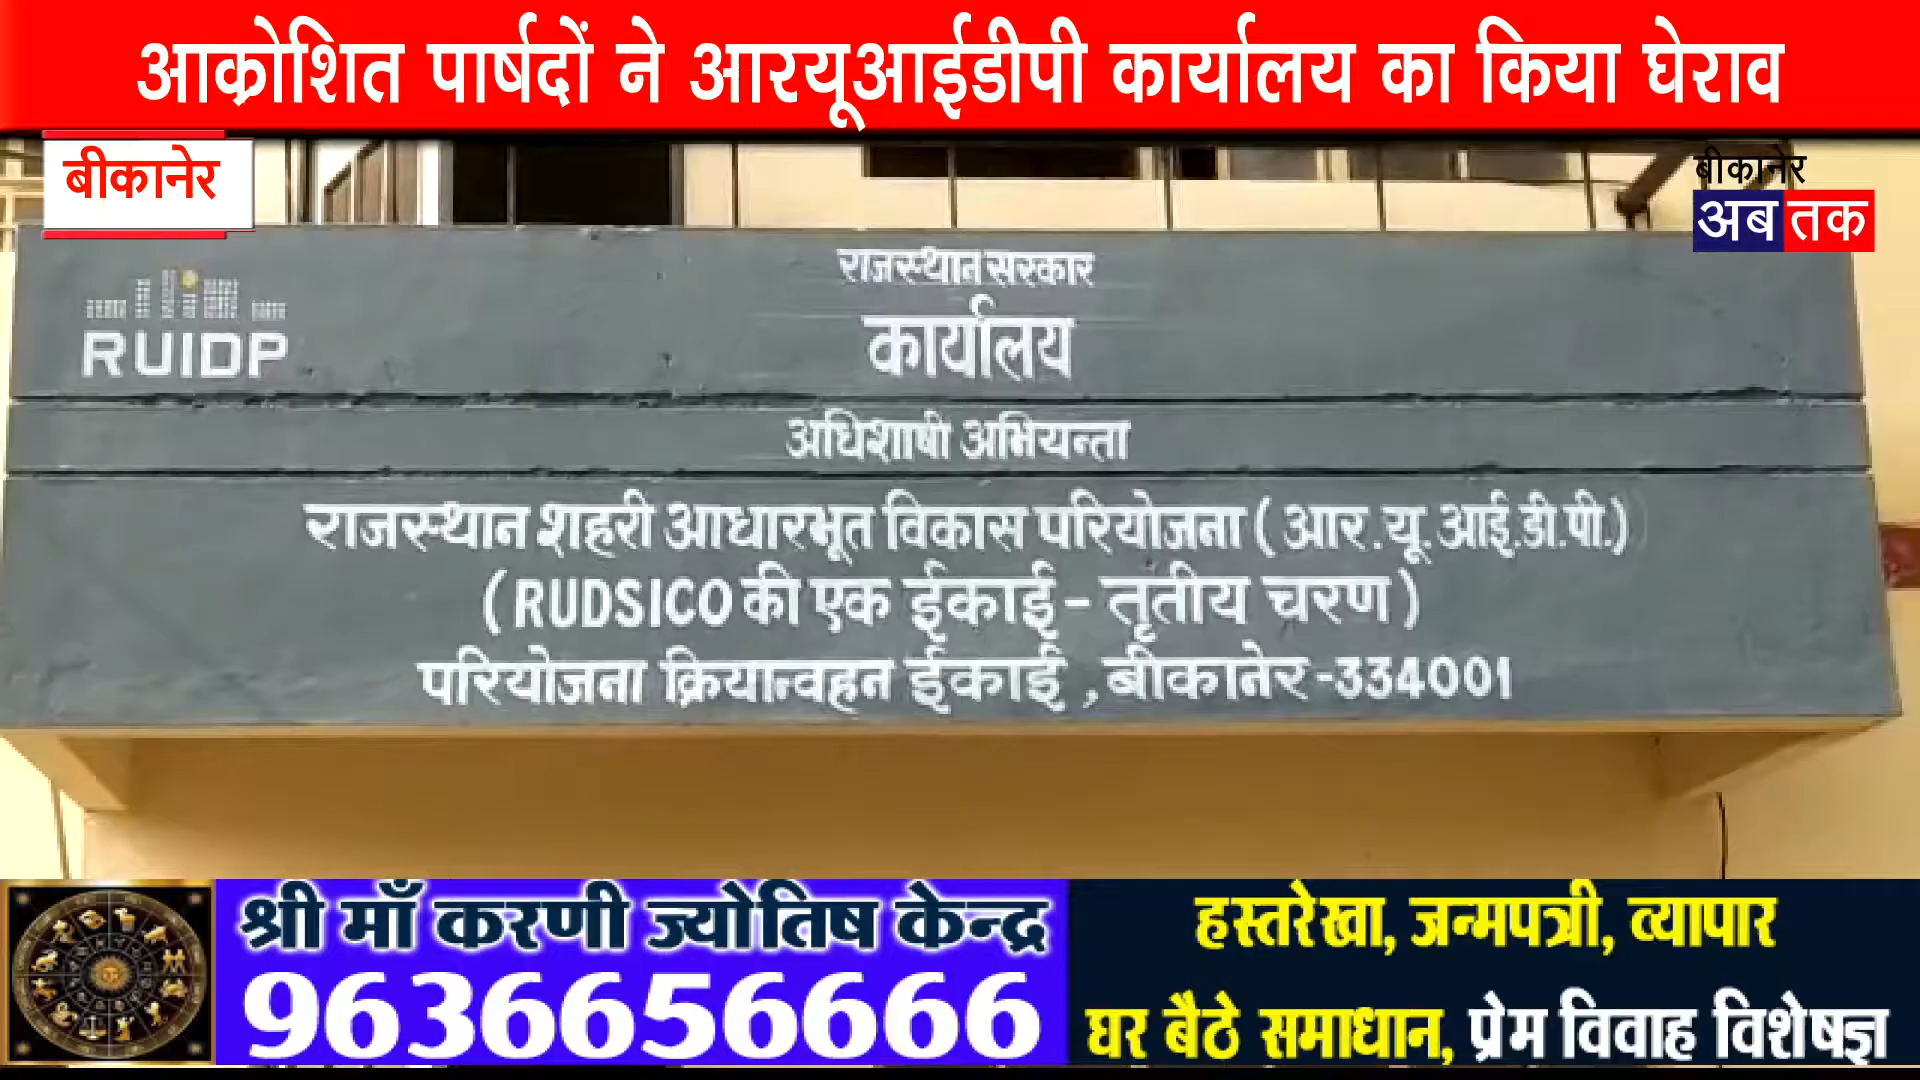 आक्रोशित पार्षदों ने आरयूआईडीपी कार्यालय का किया घेराव
बीकानेर
बीकानेर
अब तक
राजस्थान सरकार
RUIDP
कार्यालय
अधिशाषी अभियन्ता
राजस्थान शहरी आधारभूत विकास परियोजना ( आर.यू.आई.डी.पी.)
( RUDSICO की एक ईकाई - तृतीय चरण )
परियोजना क्रियान्वहन ईकाई , बीकानेर -334001
श्री माँ करणी ज्योतिष केन्द्र
9636656666
हस्तरेखा, जन्मपत्री, व्यापार
घर बैठे समाधान, प्रेम विवाह विशेषज्ञ